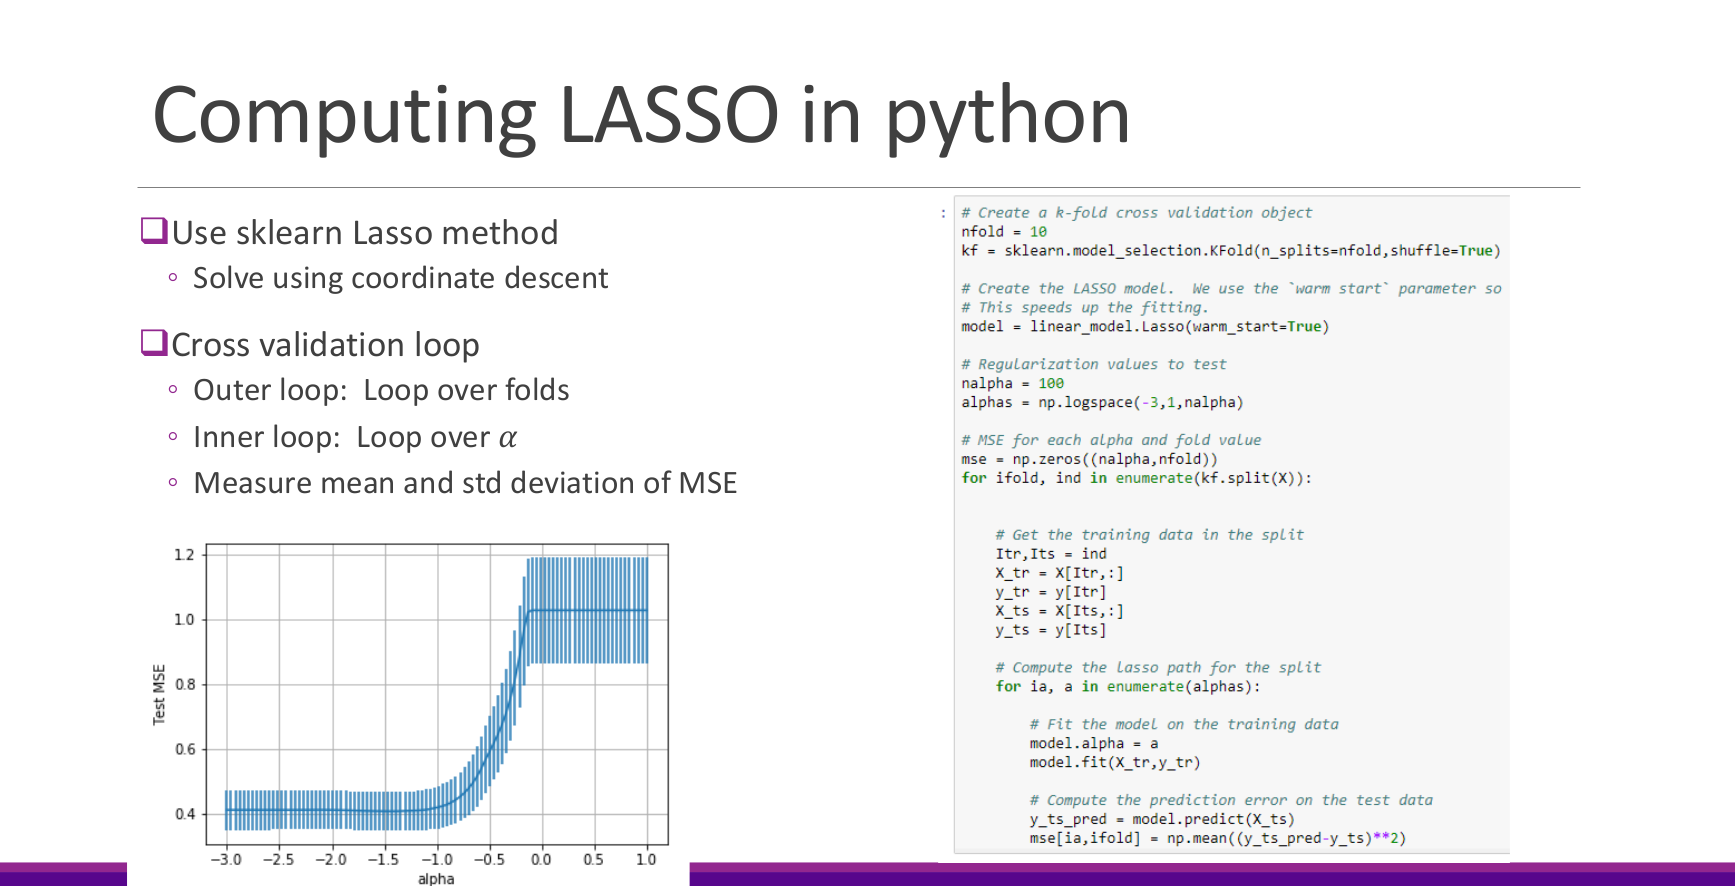 Computing LASSO in python
❑Use sklearn Lasso method
◦ Solve using coordinate descent
❑Cross validation loop
◦ Outer loop: Loop over folds
◦ Inner loop: Loop over α
◦ Measure mean and std deviation of MSE
1.2
1.0
0.8
0.6
0.4
Test MSE
−3.0 −2.5 −2.0 −1.5 −1.0 −0.5 0.0 0.5 1.0
alpha
: # Create a k-fold cross validation object
nfold = 10
kf = sklearn.model_selection.KFold(n_splits=nfold,shuffle=True)
# Create the LASSO model.  We use the `warm start` parameter so
# This speeds up the fitting.
model = linear_model.Lasso(warm_start=True)
# Regularization values to test
nalpha = 100
alphas = np.logspace(-3,1,nalpha)
# MSE for each alpha and fold value
mse = np.zeros((nalpha,nfold))
for ifold, ind in enumerate(kf.split(X)):
    # Get the training data in the split
    Itr,Its = ind
    X_tr = X[Itr,:]
    y_tr = y[Itr]
    X_ts = X[Its,:]
    y_ts = y[Its]
    # Compute the lasso path for the split
    for ia, a in enumerate(alphas):
        # Fit the model on the training data
        model.alpha = a
        model.fit(X_tr,y_tr)
        # Compute the prediction error on the test data
        y_ts_pred = model.predict(X_ts)
        mse[ia,ifold] = np.mean((y_ts_pred-y_ts)**2)